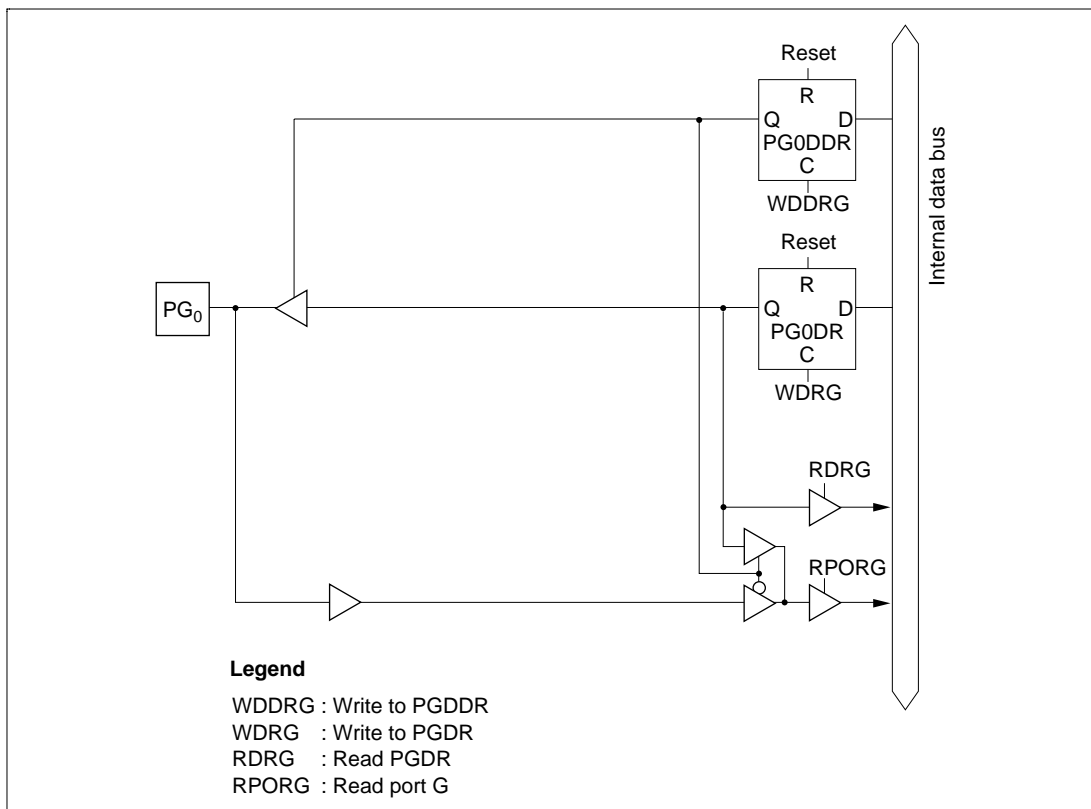 Reset
R
Q D
PG0DDR
C
WDDRG
Internal data bus
Reset
R
PG0
Q D
PG0DR
C
WDRG
RDRG
RPORG
Legend
WDDRG : Write to PGDDR
WDRG : Write to PGDR
RDRG : Read PGDR
RPORG : Read port G